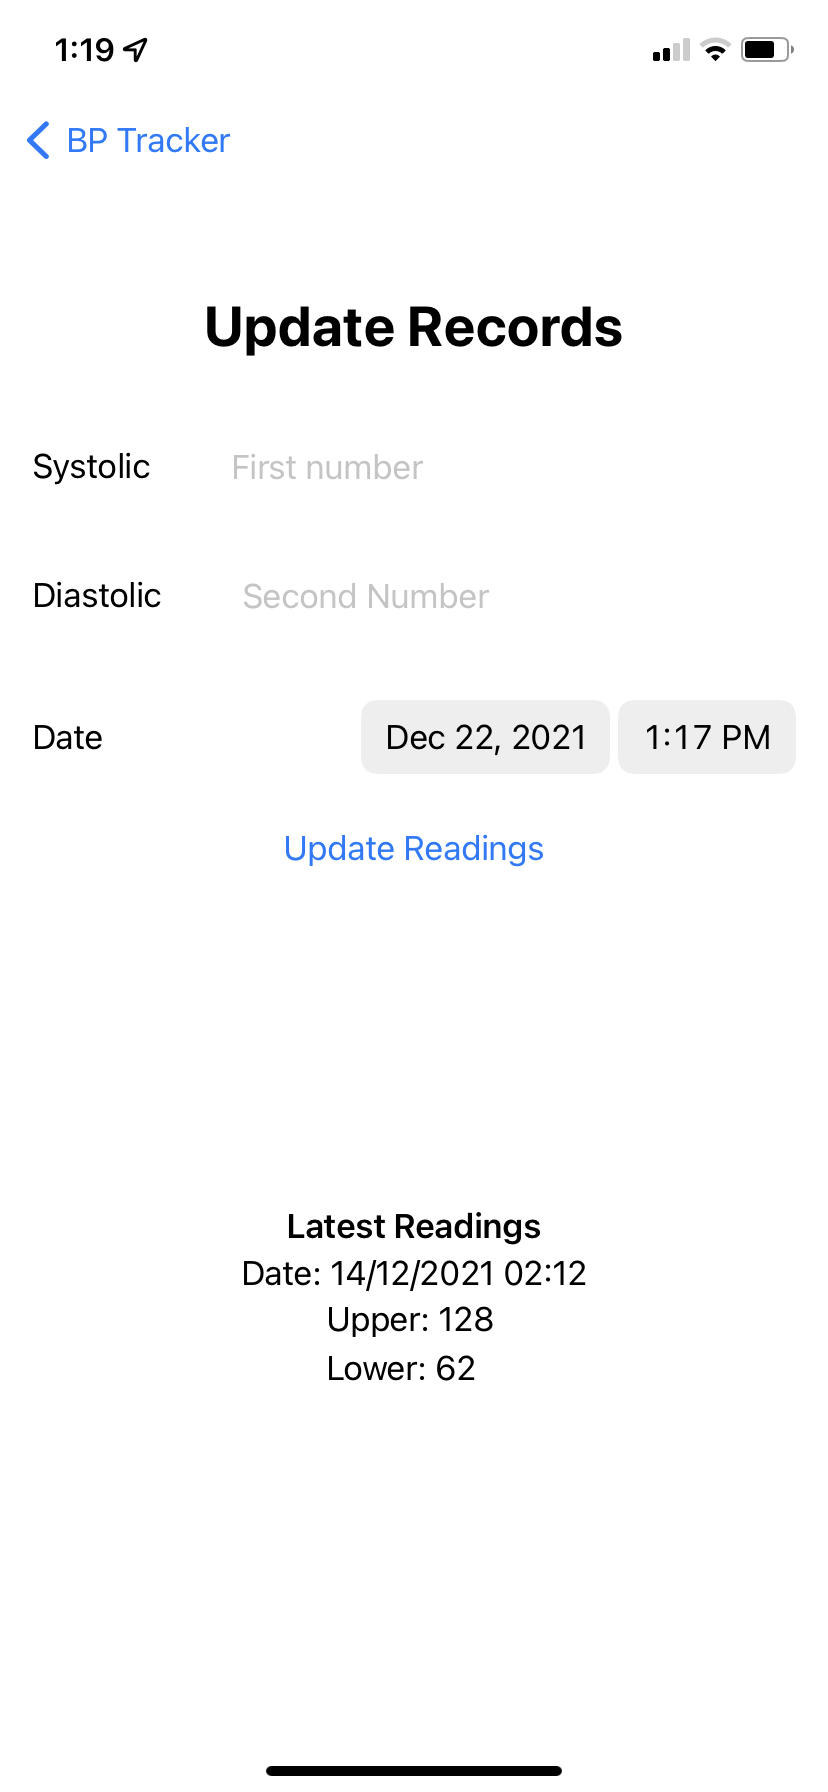 1:19
BP Tracker
Update Records
Systolic First number
Diastolic Second Number
Date Dec 22, 2021 1:17 PM
Update Readings
Latest Readings
Date: 14/12/2021 02:12
Upper: 128
Lower: 62